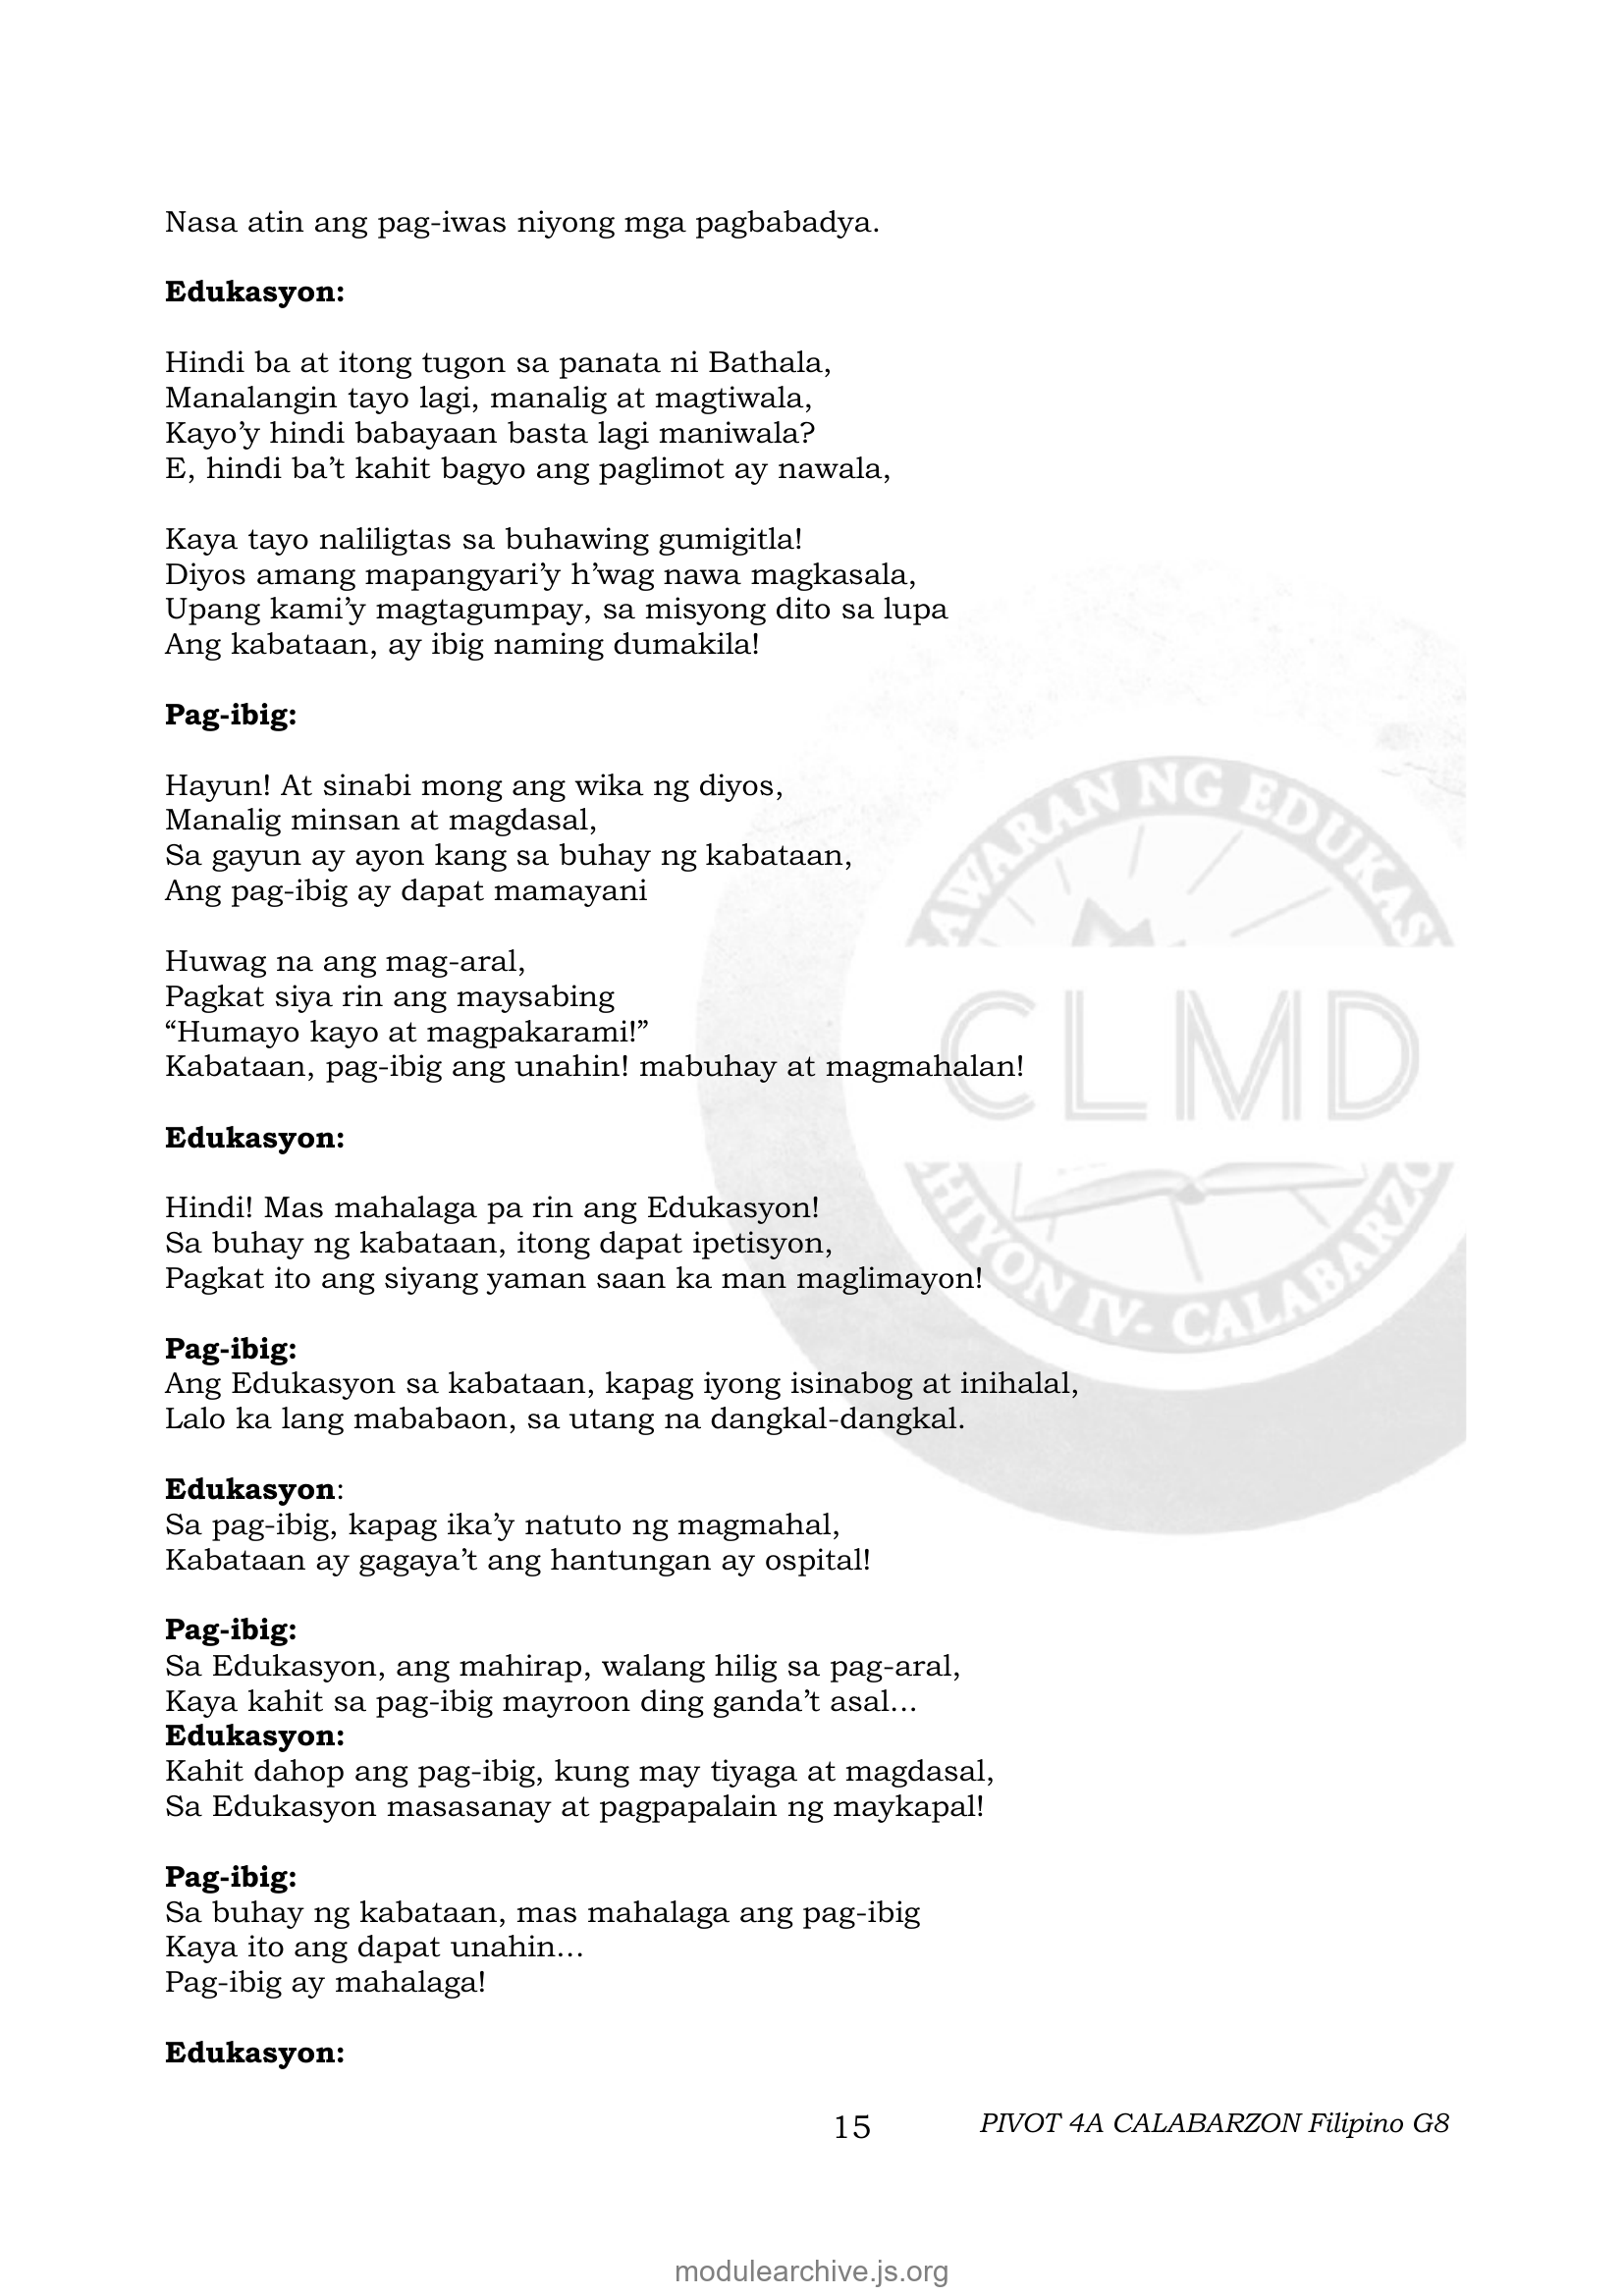 Nasa atin ang pag-iwas niyong mga pagbabadya.
Edukasyon:
Hindi ba at itong tugon sa panata ni Bathala,
Manalangin tayo lagi, manalig at magtiwala,
Kayo’y hindi babayaan basta lagi maniwala?
E, hindi ba’t kahit bagyo ang paglimot ay nawala,
Kaya tayo naliligtas sa buhawing gumigitla!
Diyos amang mapangyari’y h’wag nawa magkasala,
Upang kami’y magtagumpay, sa misyong dito sa lupa
Ang kabataan, ay ibig naming dumakila!
Pag-ibig:
Hayun! At sinabi mong ang wika ng diyos,
Manalig minsan at magdasal,
Sa gayun ay ayon kang sa buhay ng kabataan,
Ang pag-ibig ay dapat mamayani
Huwag na ang mag-aral,
Pagkat siya rin ang maysabing
“Humayo kayo at magpakarami!”
Kabataan, pag-ibig ang unahin! mabuhay at magmahalan!
Edukasyon:
Hindi! Mas mahalaga pa rin ang Edukasyon!
Sa buhay ng kabataan, itong dapat ipetisyon,
Pagkat ito ang siyang yaman saan ka man maglimayon!
Pag-ibig:
Ang Edukasyon sa kabataan, kapag iyong isinabog at inihalal,
Lalo ka lang mababaon, sa utang na dangkal-dangkal.
Edukasyon:
Sa pag-ibig, kapag ika’y natuto ng magmahal,
Kabataan ay gagaya’t ang hantungan ay ospital!
Pag-ibig:
Sa Edukasyon, ang mahirap, walang hilig sa pag-aral,
Kaya kahit sa pag-ibig mayroon ding ganda’t asal...
Edukasyon:
Kahit dahop ang pag-ibig, kung may tiyaga at magdasal,
Sa Edukasyon masasanay at pagpapalain ng maykapal!
Pag-ibig:
Sa buhay ng kabataan, mas mahalaga ang pag-ibig
Kaya ito ang dapat unahin...
Pag-ibig ay mahalaga!
Edukasyon:
AWARAN NG EDUKAS
CLMD
HIYON IV- CALABARZO
15
PIVOT 4A CALABARZON Filipino G8
modulearchive.js.org